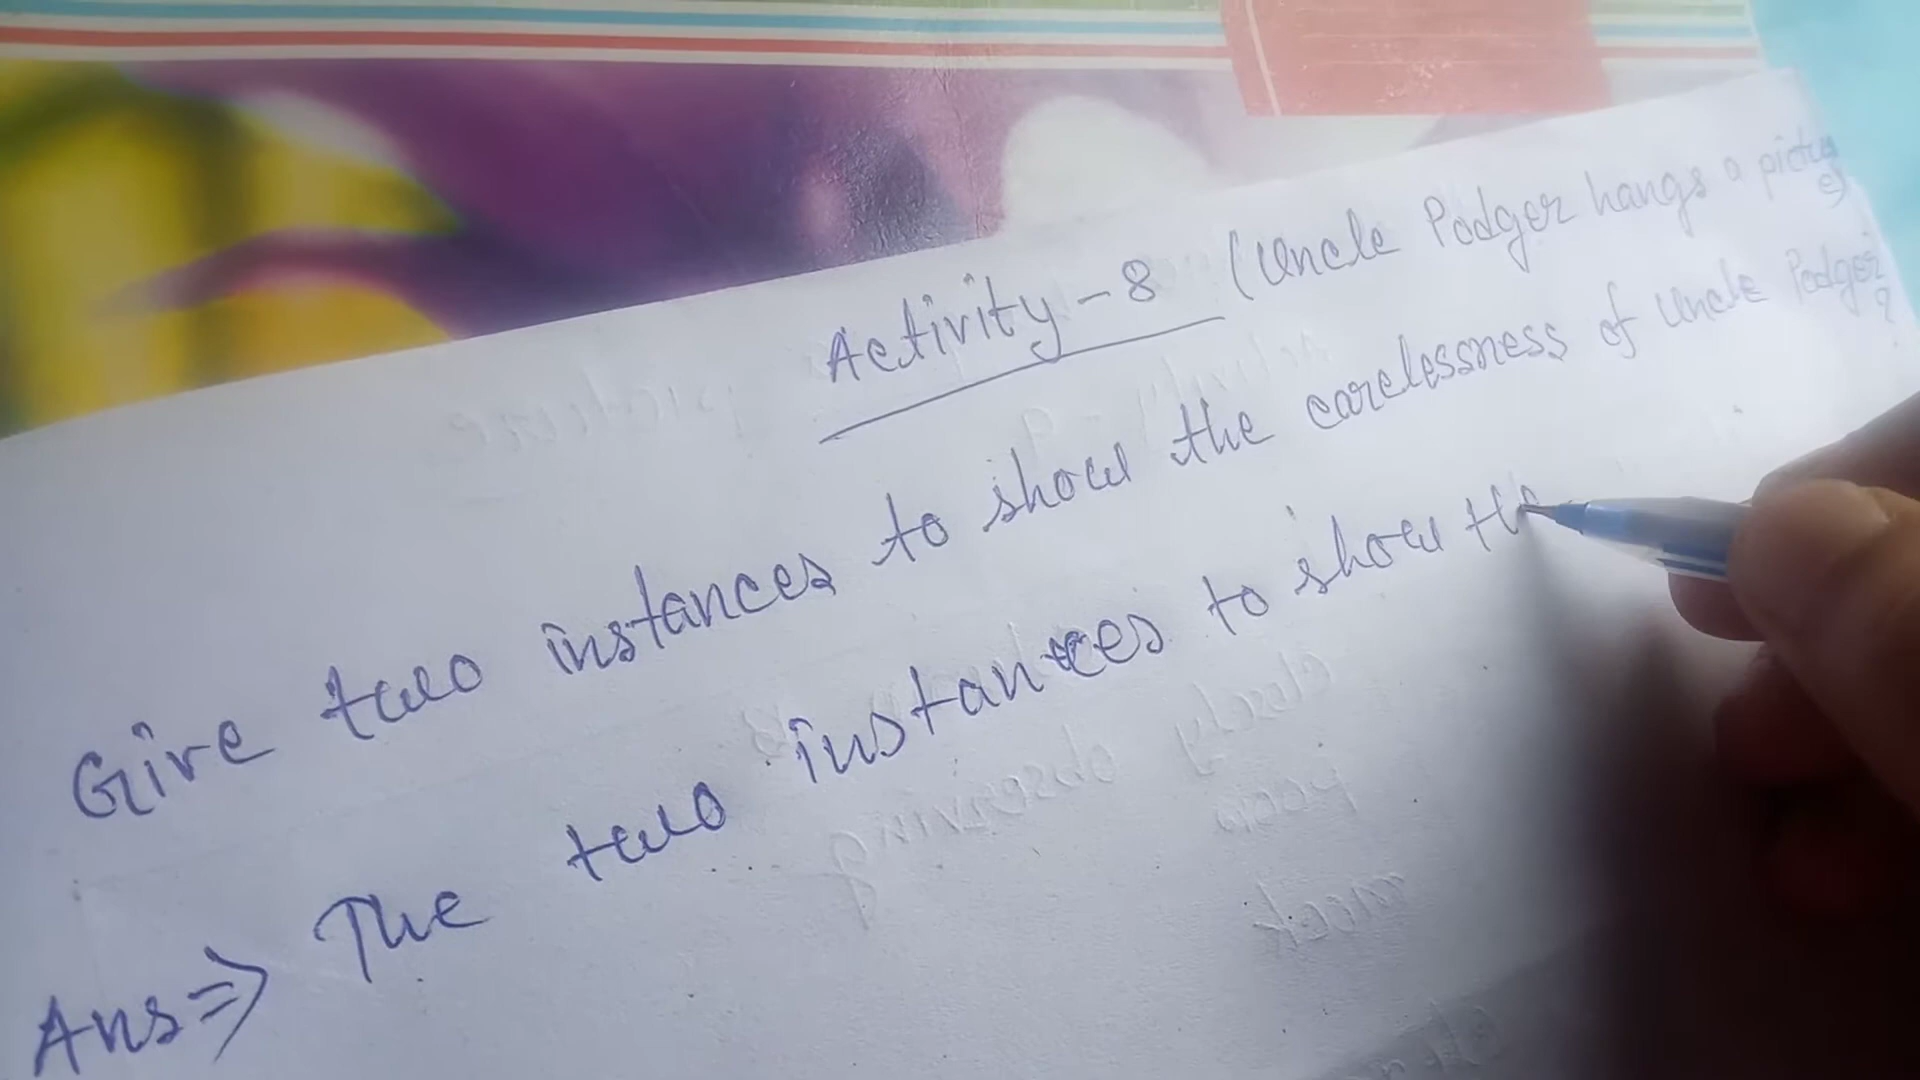 Activity - 8 (Uncle Podger hangs a picture)
Give two instances to show the carelessness of Uncle Podger?
Ans⇒ The two instances to show the